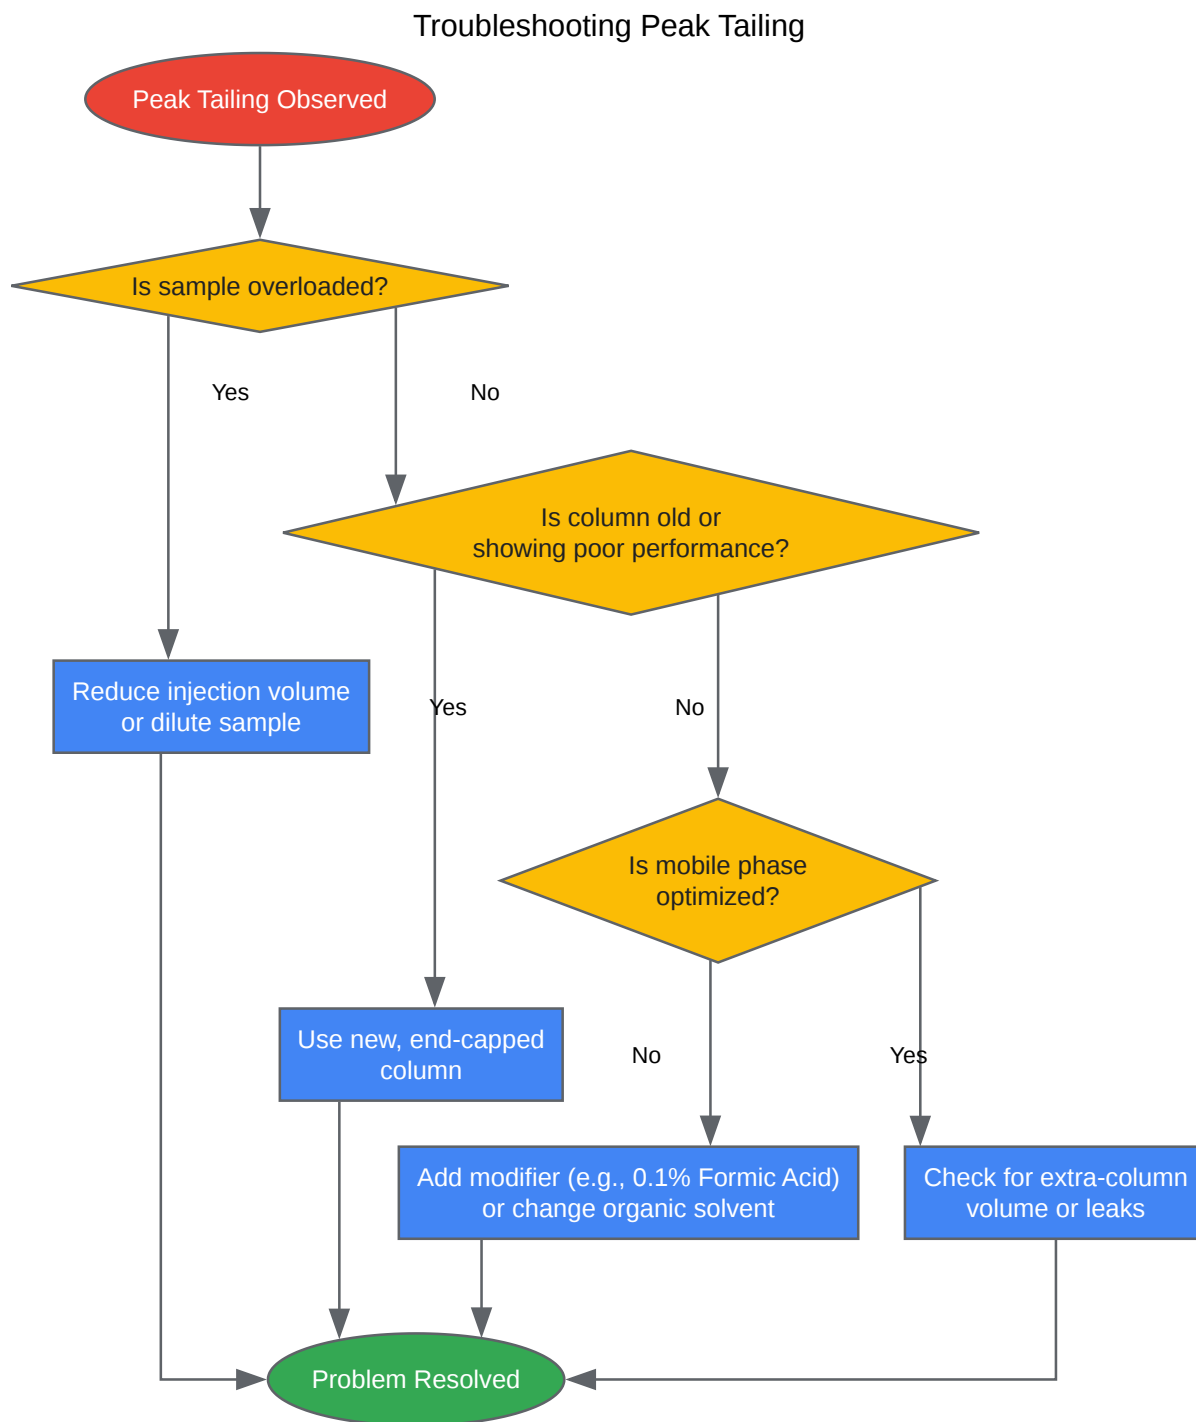 Troubleshooting Peak Tailing
Peak Tailing Observed
Is sample overloaded?
Yes
No
Is column old or
showing poor performance?
Reduce injection volume
or dilute sample
Yes
No
Is mobile phase
optimized?
Use new, end-capped
column
No
Yes
Add modifier (e.g., 0.1% Formic Acid)
or change organic solvent
Check for extra-column
volume or leaks
Problem Resolved